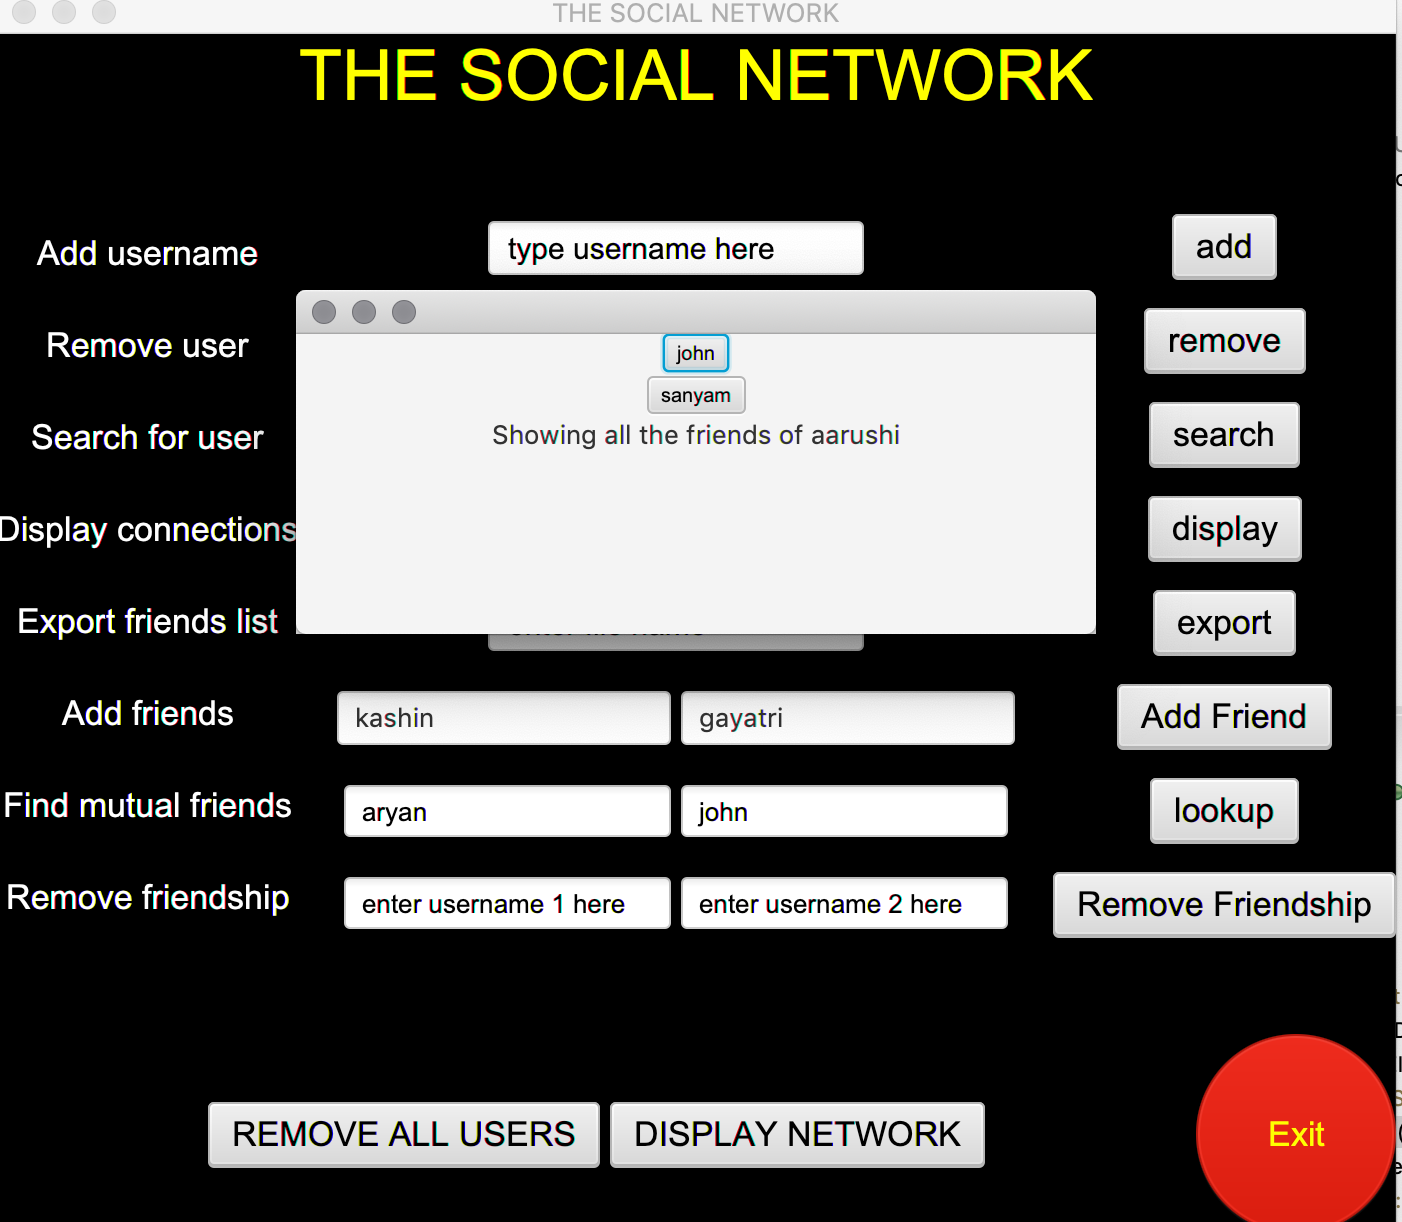 THE SOCIAL NETWORK
THE SOCIAL NETWORK
Add username
type username here
add
Remove user
remove
john
sanyam
Showing all the friends of aarushi
Search for user
search
Display connections
display
Export friends list
export
Add friends
kashin
gayatri
Add Friend
Find mutual friends
aryan
john
lookup
Remove friendship
enter username 1 here
enter username 2 here
Remove Friendship
REMOVE ALL USERS
DISPLAY NETWORK
Exit